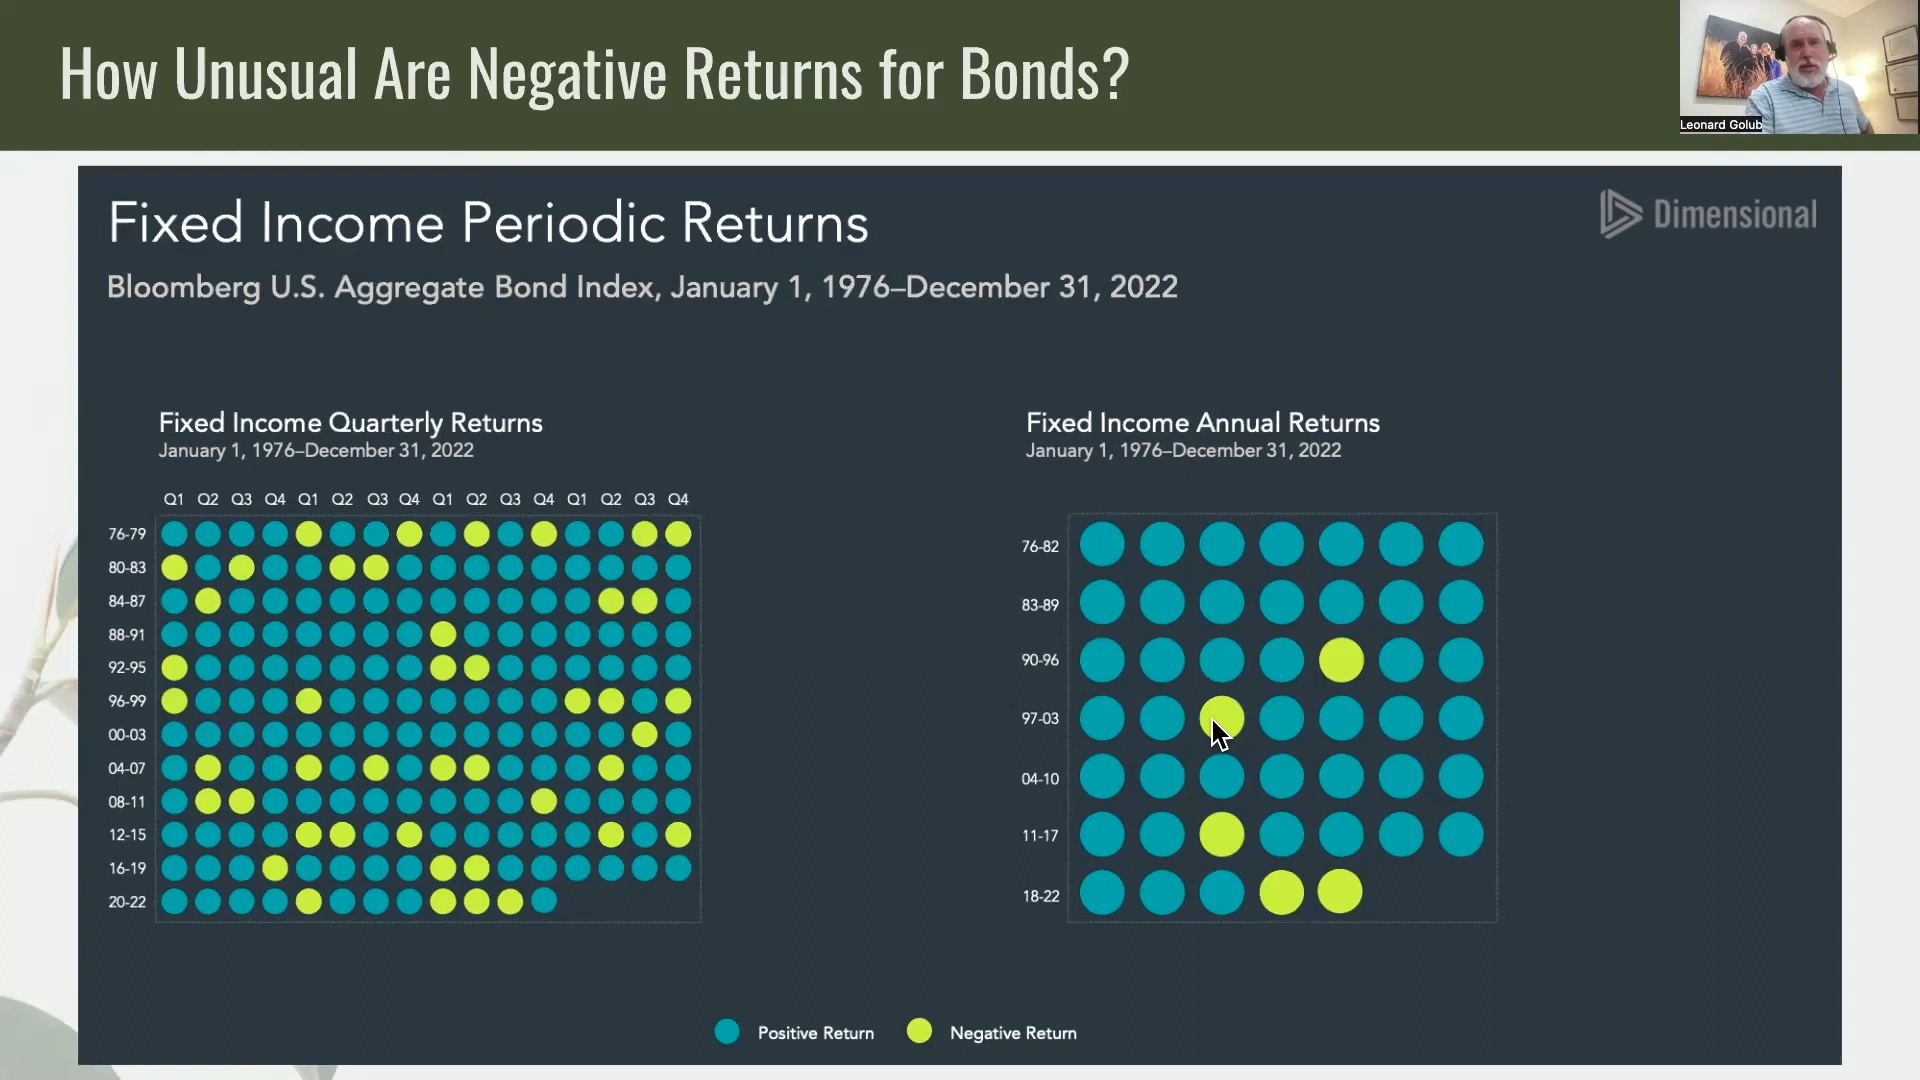 How Unusual Are Negative Returns for Bonds?
Leonard Golub
Fixed Income Periodic Returns
Dimensional
Bloomberg U.S. Aggregate Bond Index, January 1, 1976–December 31, 2022
Fixed Income Quarterly Returns
January 1, 1976–December 31, 2022
Q1 Q2 Q3 Q4 Q1 Q2 Q3 Q4 Q1 Q2 Q3 Q4 Q1 Q2 Q3 Q4
76-79
80-83
84-87
88-91
92-95
96-99
00-03
04-07
08-11
12-15
16-19
20-22
Fixed Income Annual Returns
January 1, 1976–December 31, 2022
76-82
83-89
90-96
97-03
04-10
11-17
18-22
Positive Return
Negative Return